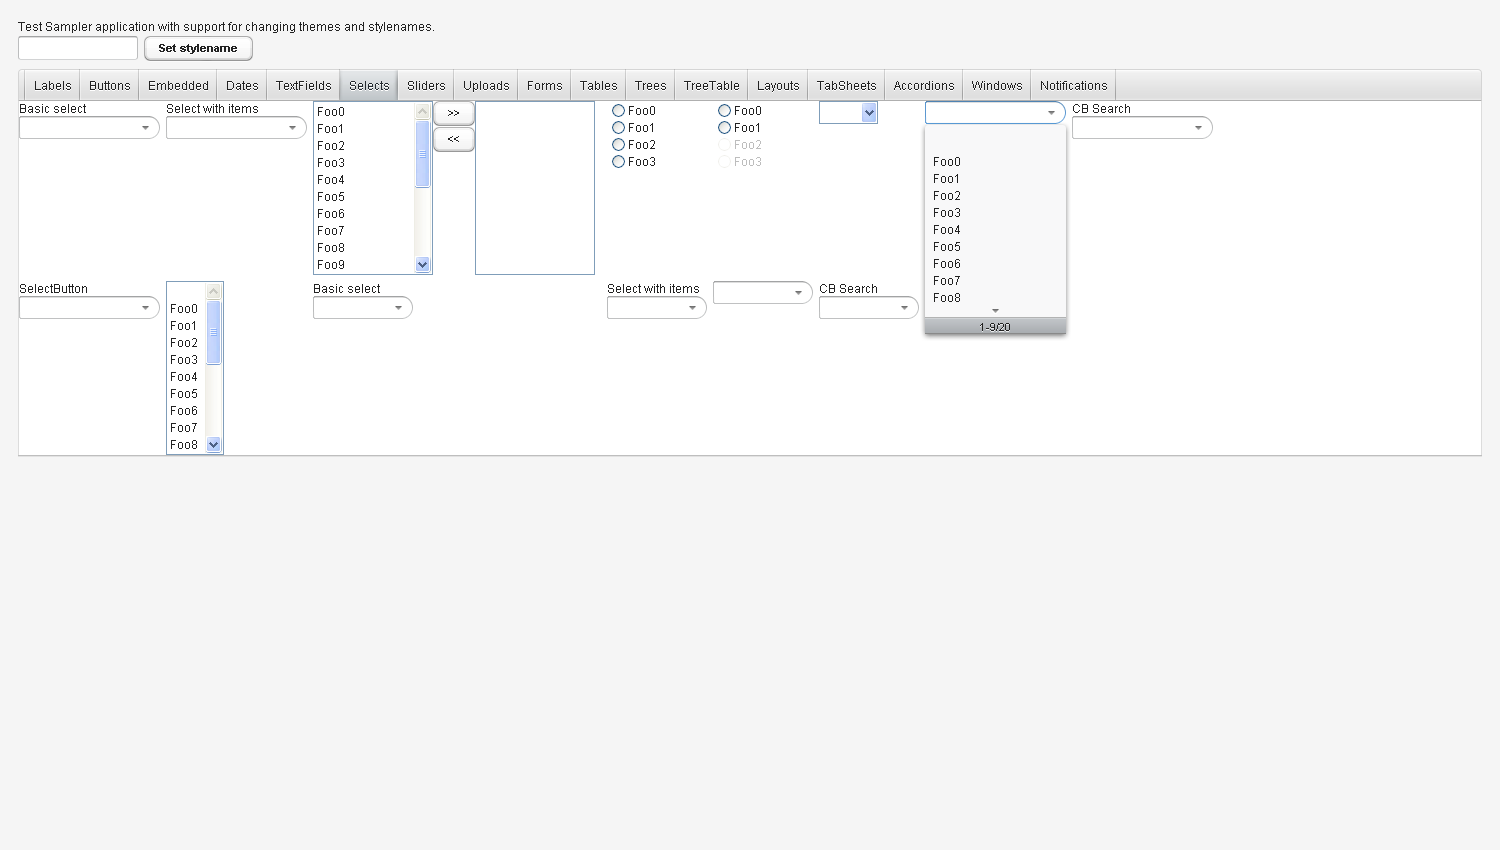 Test Sampler application with support for changing themes and stylenames.
Set stylename
Labels Buttons Embedded Dates TextFields Selects Sliders Uploads Forms Tables Trees TreeTable Layouts TabSheets Accordions Windows Notifications
Basic select
Select with items
Foo0
Foo1
Foo2
Foo3
Foo4
Foo5
Foo6
Foo7
Foo8
Foo9
>>
<<
Foo0
Foo1
Foo2
Foo3
Foo0
Foo1
Foo2
Foo3
Foo0
Foo1
Foo2
Foo3
Foo4
Foo5
Foo6
Foo7
Foo8
1-9/20
CB Search
SelectButton
Foo0
Foo1
Foo2
Foo3
Foo4
Foo5
Foo6
Foo7
Foo8
Basic select
Select with items
CB Search